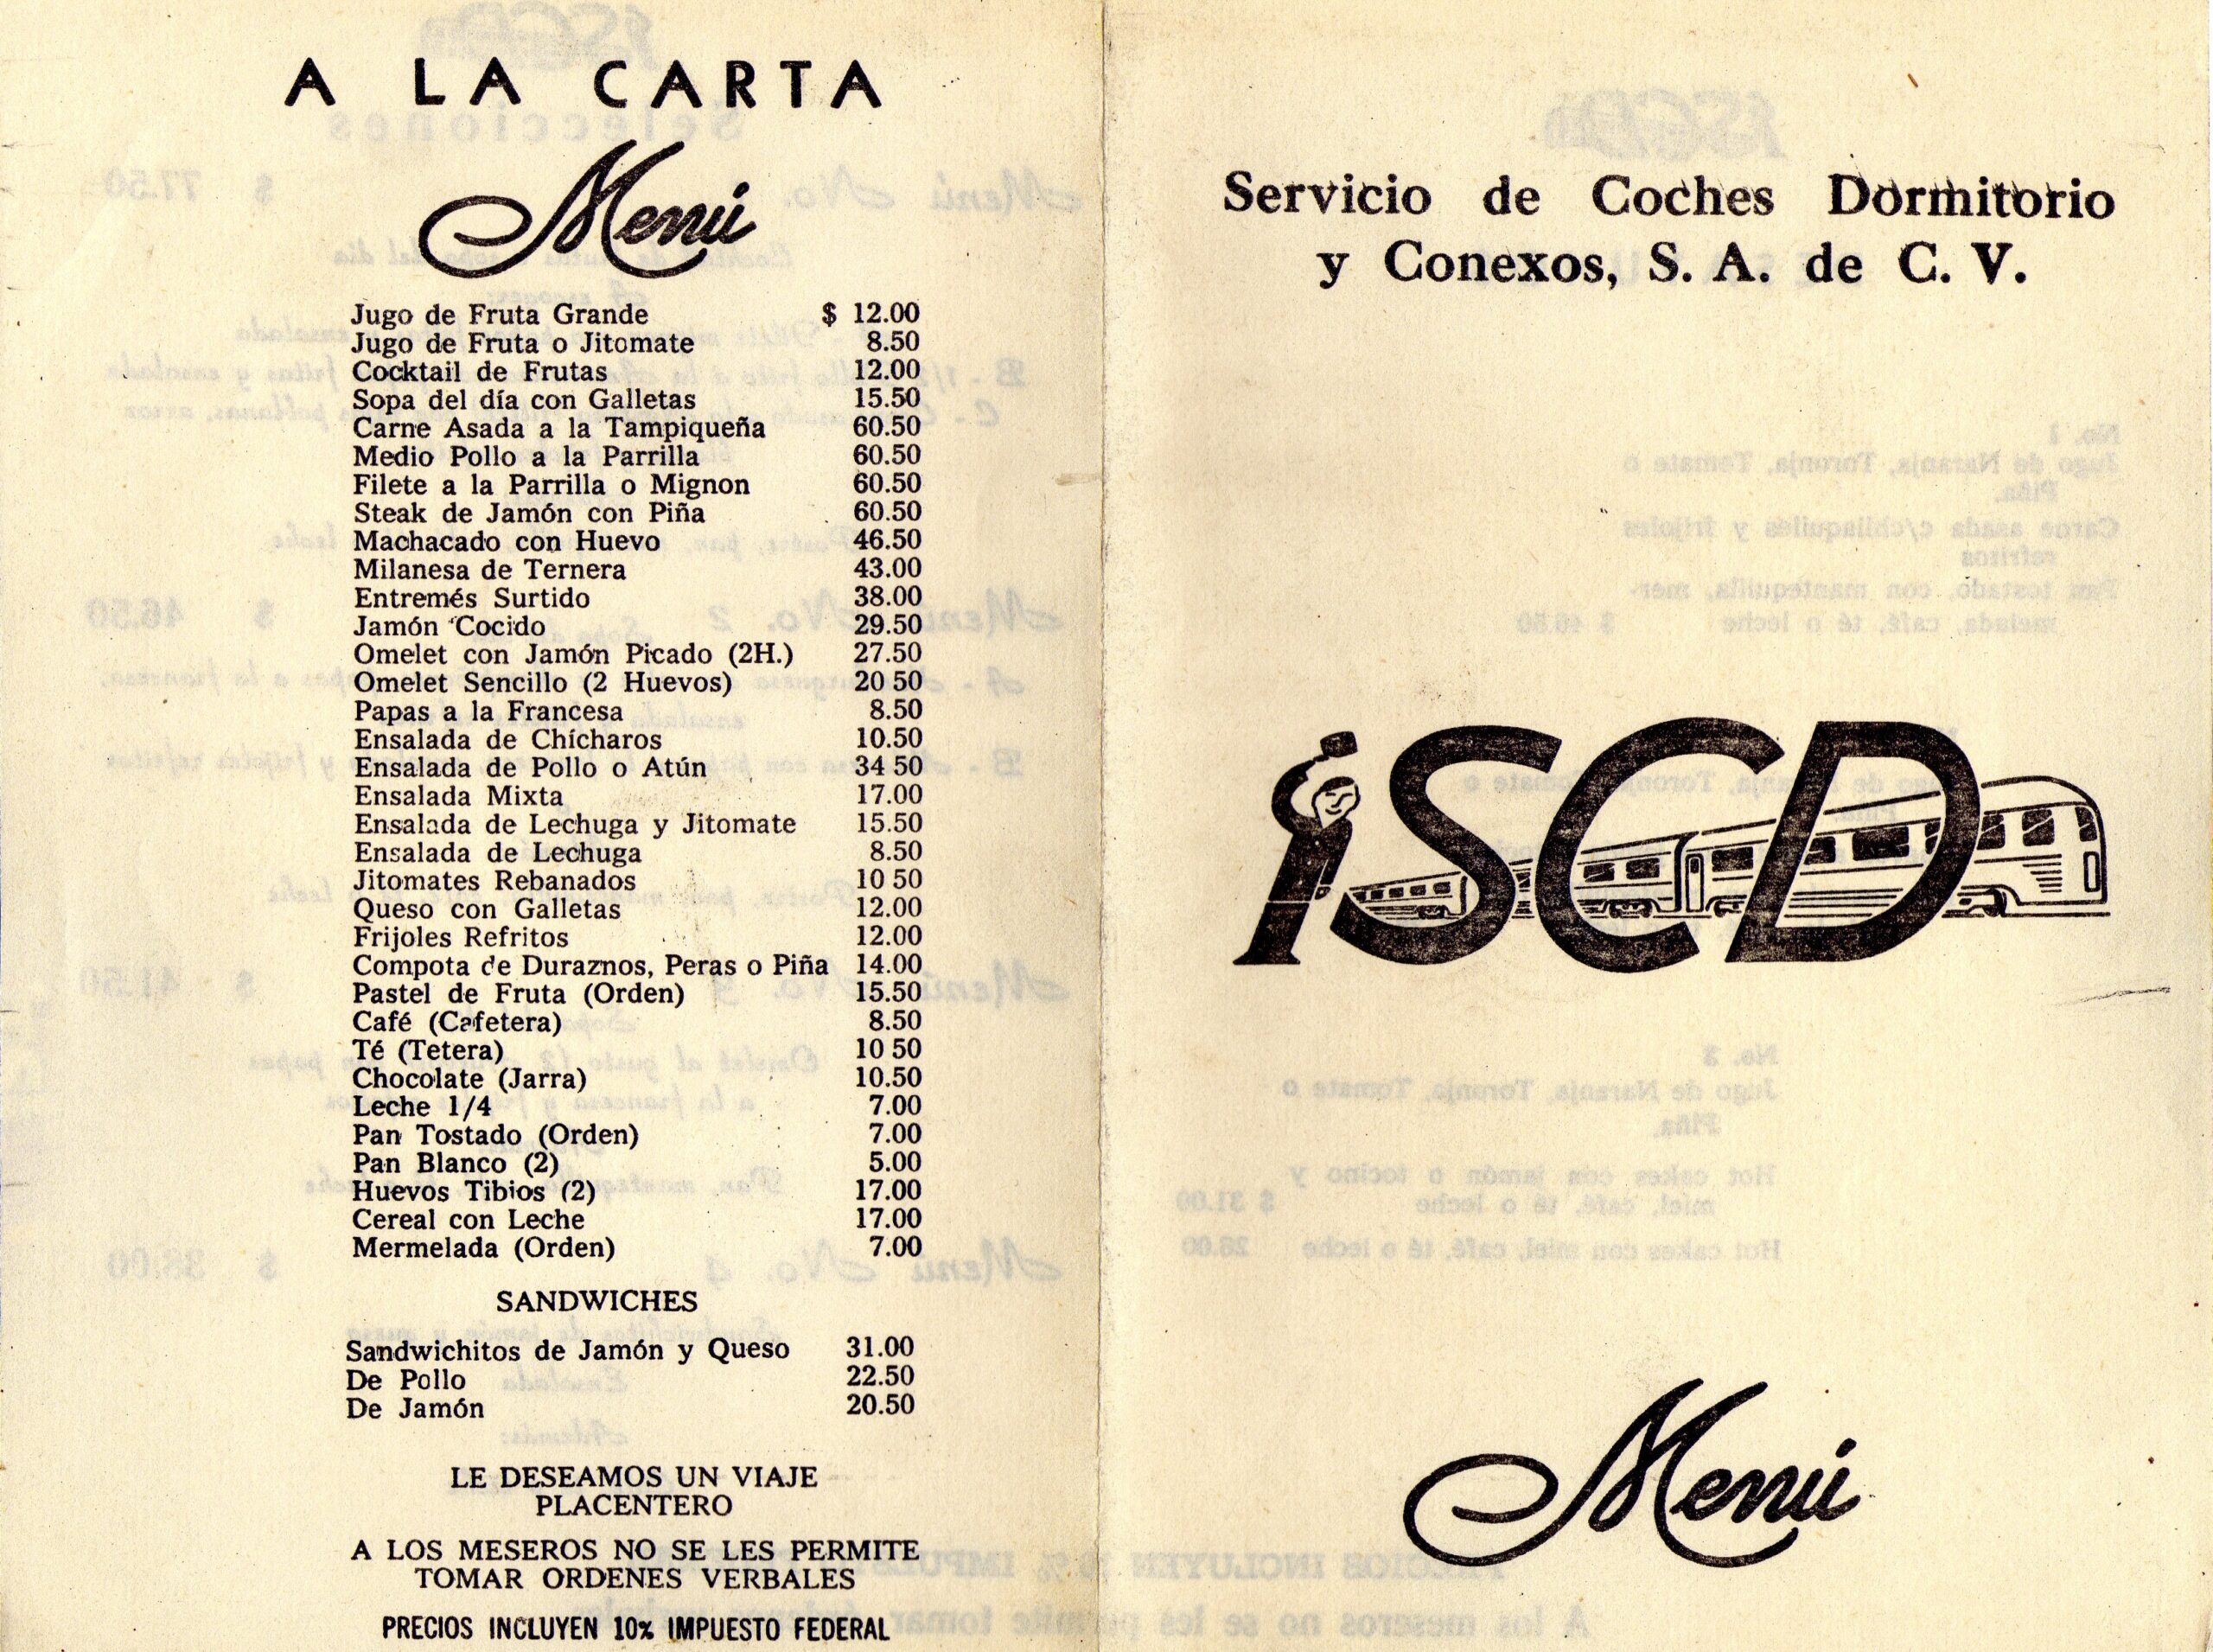 A LA CARTA
Menú
Jugo de Fruta Grande $ 12.00
Jugo de Fruta o Jitomate 8.50
Cocktail de Frutas 12.00
Sopa del día con Galletas 15.50
Carne Asada a la Tampiqueña 60.50
Medio Pollo a la Parrilla 60.50
Filete a la Parrilla o Mignon 60.50
Steak de Jamón con Piña 60.50
Machacado con Huevo 46.50
Milanesa de Ternera 43.00
Entremés Surtido 38.00
Jamón Cocido 29.50
Omelet con Jamón Picado (2H.) 27.50
Omelet Sencillo (2 Huevos) 20 50
Papas a la Francesa 8.50
Ensalada de Chícharos 10.50
Ensalada de Pollo o Atún 34 50
Ensalada Mixta 17.00
Ensalada de Lechuga y Jitomate 15.50
Ensalada de Lechuga 8.50
Jitomates Rebanados 10 50
Queso con Galletas 12.00
Frijoles Refritos 12.00
Compota de Duraznos, Peras o Piña 14.00
Pastel de Fruta (Orden) 15.50
Café (Cafetera) 8.50
Té (Tetera) 10 50
Chocolate (Jarra) 10.50
Leche 1/4 7.00
Pan Tostado (Orden) 7.00
Pan Blanco (2) 5.00
Huevos Tibios (2) 17.00
Cereal con Leche 17.00
Mermelada (Orden) 7.00
SANDWICHES
Sandwichitos de Jamón y Queso 31.00
De Pollo 22.50
De Jamón 20.50
LE DESEAMOS UN VIAJE
PLACENTERO
A LOS MESEROS NO SE LES PERMITE
TOMAR ORDENES VERBALES
PRECIOS INCLUYEN 10% IMPUESTO FEDERAL
Servicio de Coches Dormitorio
y Conexos, S. A. de C. V.
iSCD
Menú